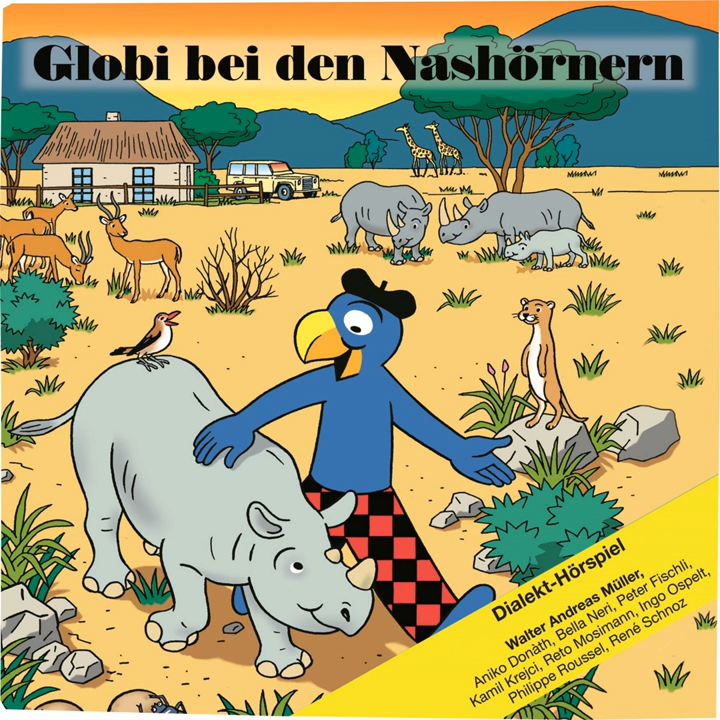 Globi bei den Nashörnern
Dialekt-Hörspiel
Walter Andreas Müller,
Aniko Donáth, Bella Neri, Peter Fischli,
Kamil Krejci, Reto Mosimann, Ingo Ospelt,
Philippe Roussel, René Schnoz